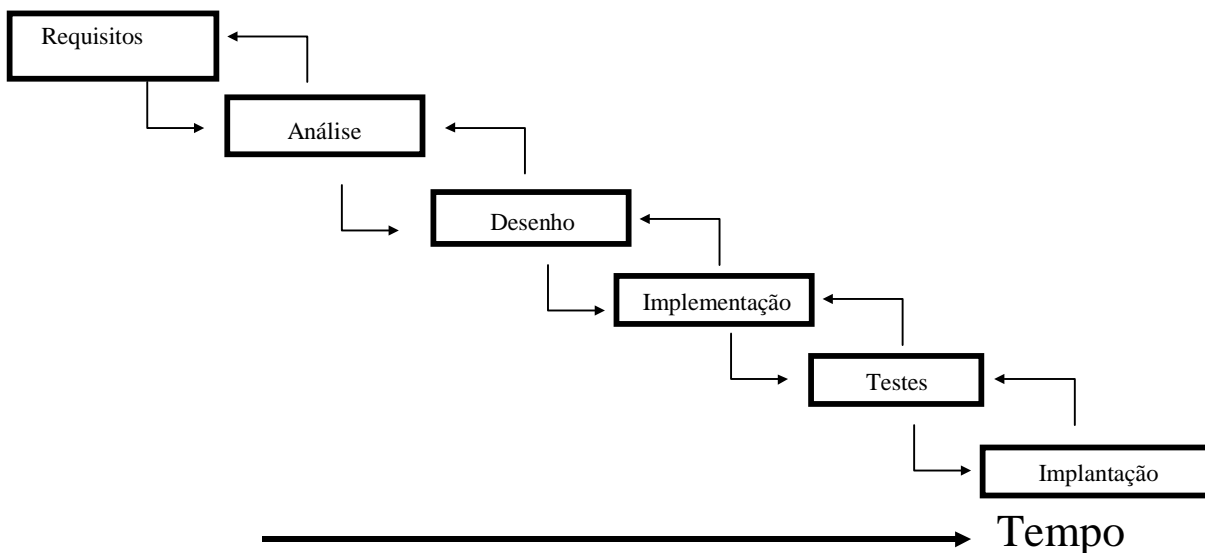 Requisitos
Análise
Desenho
Implementação
Testes
Implantação
Tempo